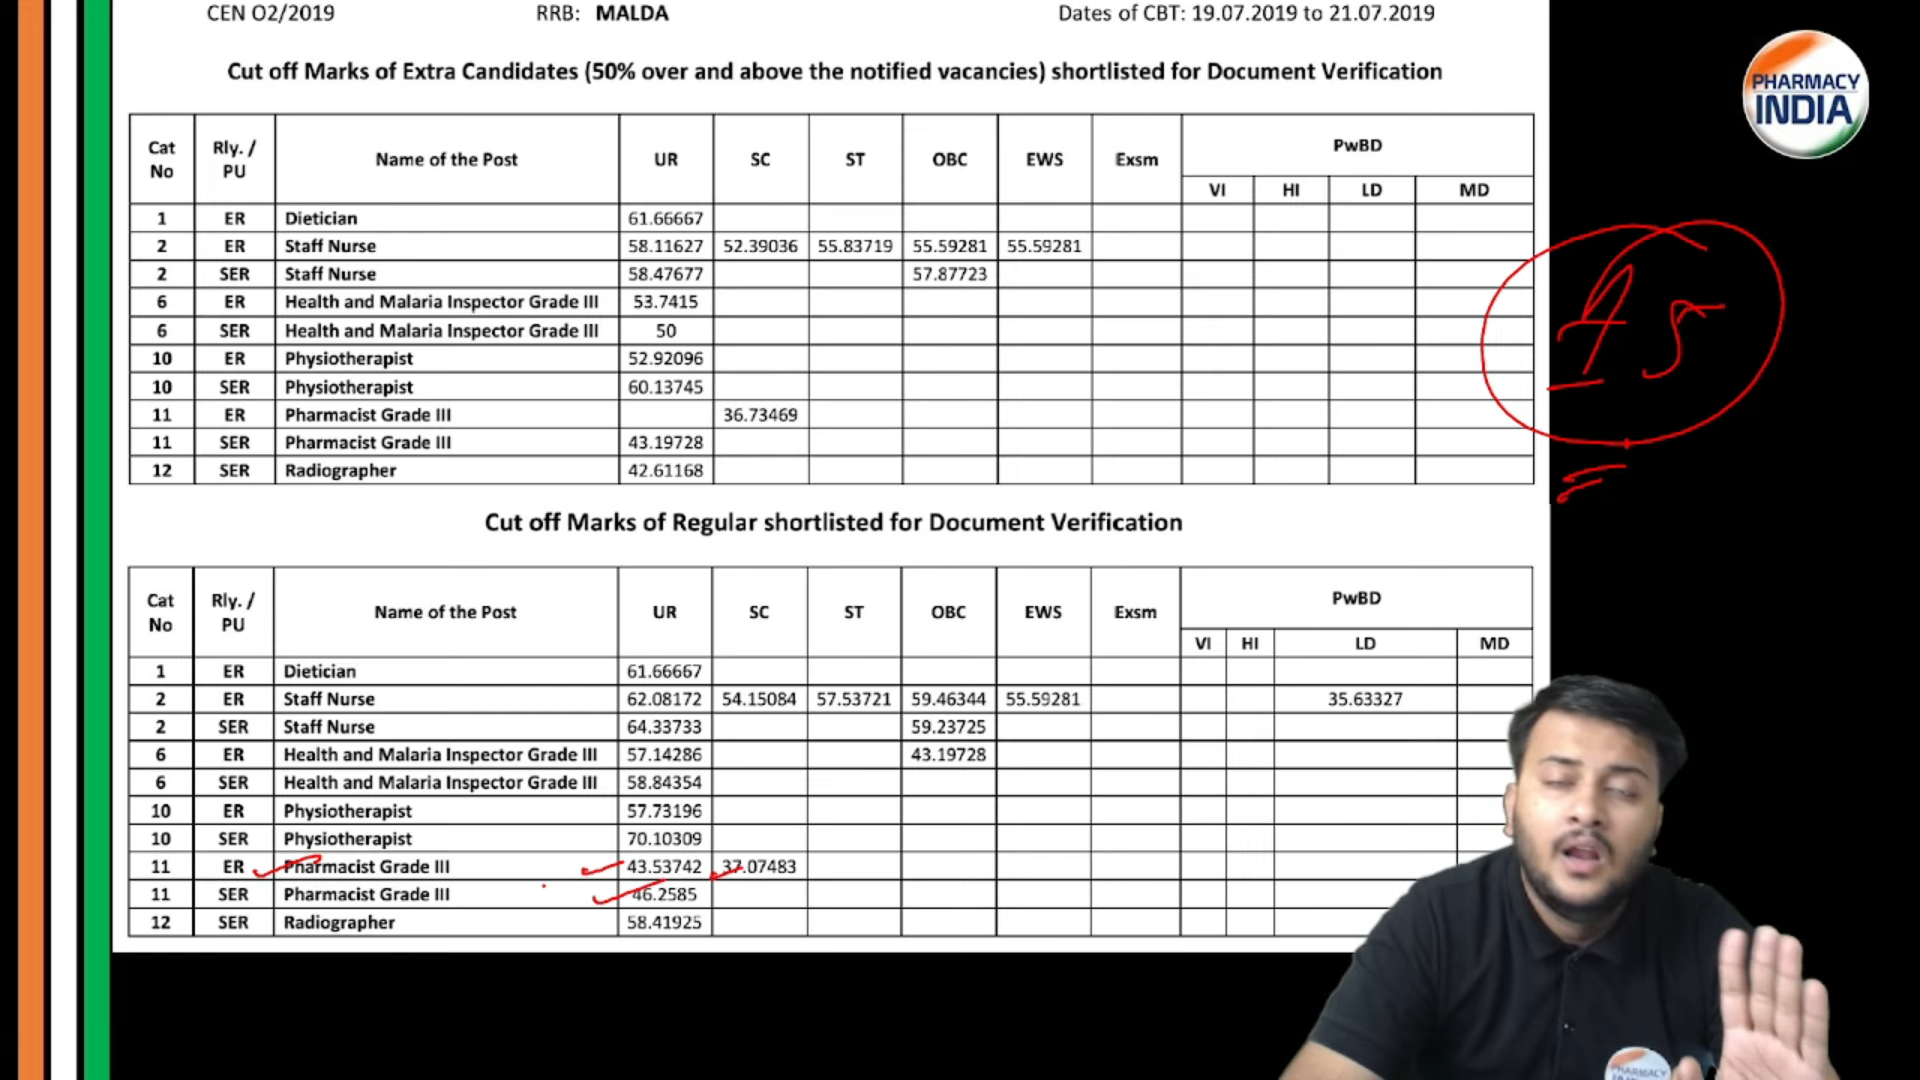 CEN O2/2019 RRB: MALDA Dates of CBT: 19.07.2019 to 21.07.2019
PHARMACY
INDIA
Cut off Marks of Extra Candidates (50% over and above the notified vacancies) shortlisted for Document Verification
Cat No Rly. / PU Name of the Post UR SC ST OBC EWS Exsm PwBD
VI HI LD MD
1 ER Dietician 61.66667
2 ER Staff Nurse 58.11627 52.39036 55.83719 55.59281 55.59281
2 SER Staff Nurse 58.47677 57.87723
6 ER Health and Malaria Inspector Grade III 53.7415
6 SER Health and Malaria Inspector Grade III 50
10 ER Physiotherapist 52.92096
10 SER Physiotherapist 60.13745
11 ER Pharmacist Grade III 36.73469
11 SER Pharmacist Grade III 43.19728
12 SER Radiographer 42.61168
Cut off Marks of Regular shortlisted for Document Verification
Cat No Rly. / PU Name of the Post UR SC ST OBC EWS Exsm PwBD
VI HI LD MD
1 ER Dietician 61.66667
2 ER Staff Nurse 62.08172 54.15084 57.53721 59.46344 55.59281 35.63327
2 SER Staff Nurse 64.33733 59.23725
6 ER Health and Malaria Inspector Grade III 57.14286 43.19728
6 SER Health and Malaria Inspector Grade III 58.84354
10 ER Physiotherapist 57.73196
10 SER Physiotherapist 70.10309
11 ER Pharmacist Grade III 43.53742 37.07483
11 SER Pharmacist Grade III 46.2585
12 SER Radiographer 58.41925
PHARMACY